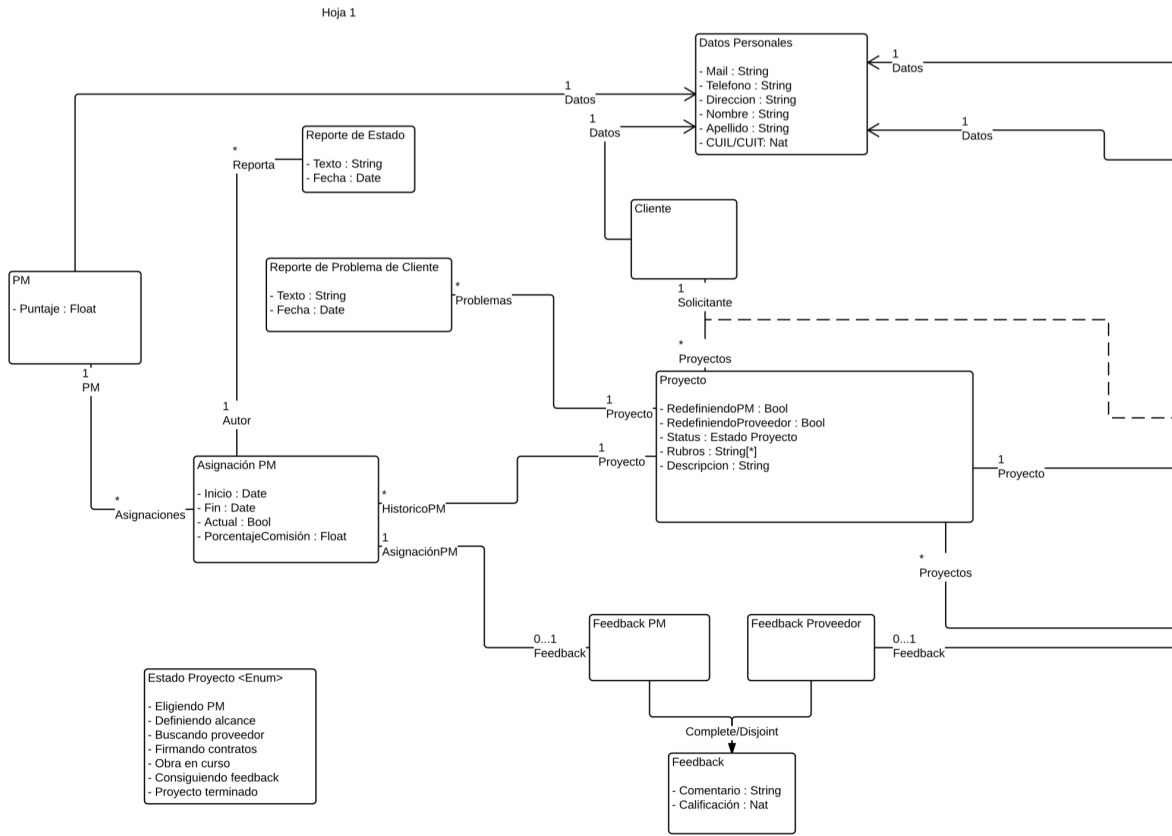 Hoja 1
Datos Personales
- Mail : String
- Telefono : String
- Direccion : String
- Nombre : String
- Apellido : String
- CUIL/CUIT: Nat
1
Datos
1
Datos
1
Datos
1
Datos
Reporte de Estado
- Texto : String
- Fecha : Date
*
Reporta
Cliente
PM
- Puntaje : Float
Reporte de Problema de Cliente
- Texto : String
- Fecha : Date
*
Problemas
1
Solicitante
*
Proyectos
1
PM
1
Autor
Proyecto
- RedefiniendoPM : Bool
- RedefiniendoProveedor : Bool
- Status : Estado Proyecto
- Rubros : String[*]
- Descripcion : String
1
Proyecto
1
Proyecto
1
Proyecto
Asignación PM
- Inicio : Date
- Fin : Date
- Actual : Bool
- PorcentajeComisión : Float
*
Asignaciones
*
HistoricoPM
1
AsignaciónPM
*
Proyectos
Feedback PM
Feedback Proveedor
0...1
Feedback
0...1
Feedback
Estado Proyecto <Enum>
- Eligiendo PM
- Definiendo alcance
- Buscando proveedor
- Firmando contratos
- Obra en curso
- Consiguiendo feedback
- Proyecto terminado
Complete/Disjoint
Feedback
- Comentario : String
- Calificación : Nat